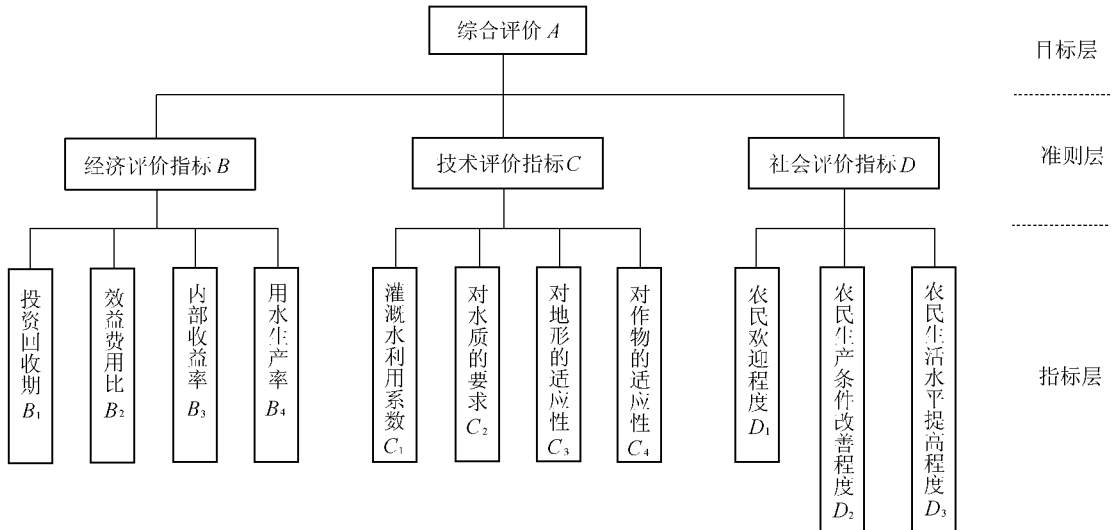 综合评价 A
目标层
经济评价指标 B
技术评价指标 C
社会评价指标 D
准则层
投资回收期 B₁
效益费用比 B₂
内部收益率 B₃
用水生产率 B₄
灌溉水利用系数 C₁
对水质的要求 C₂
对地形的适应性 C₃
对作物的适应性 C₄
农民欢迎程度 D₁
农民生产条件改善程度 D₂
农民生活水平提高程度 D₃
指标层